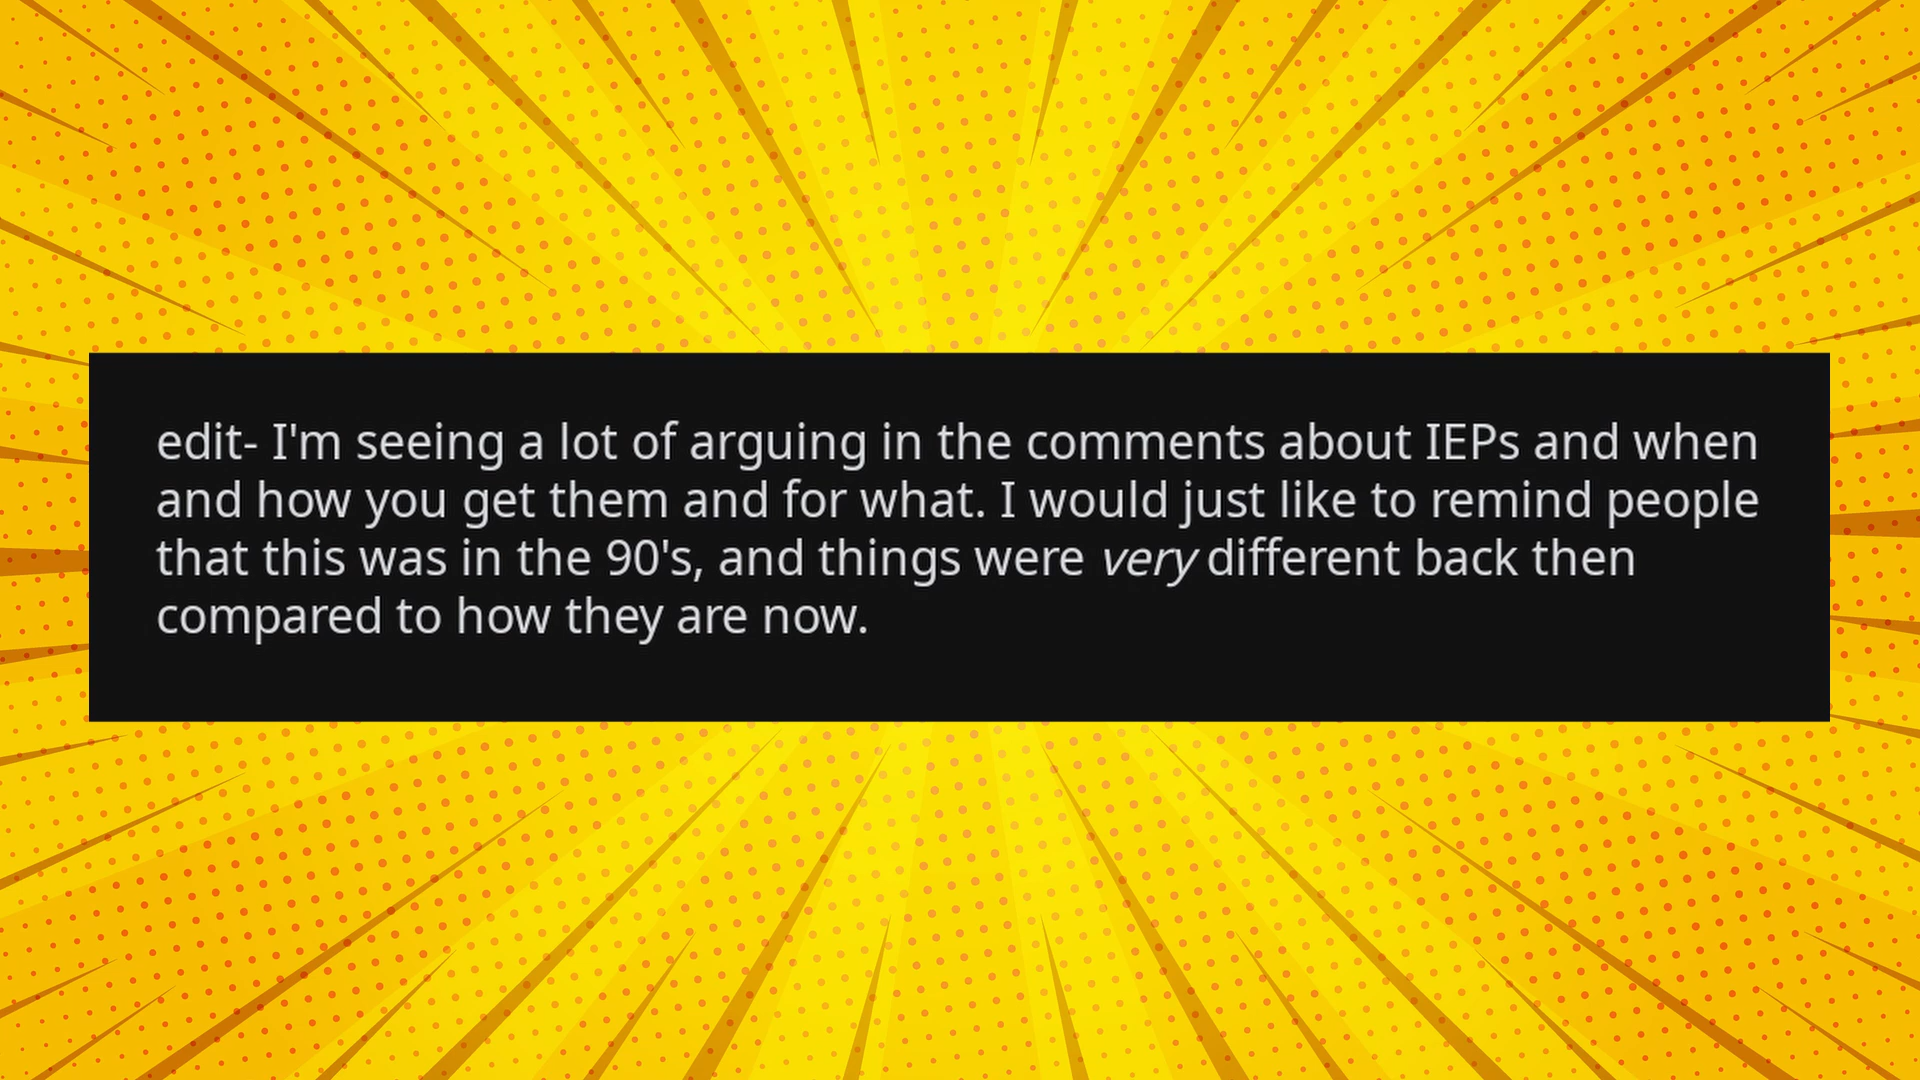 edit- I'm seeing a lot of arguing in the comments about IEPs and when
and how you get them and for what. I would just like to remind people
that this was in the 90's, and things were very different back then
compared to how they are now.